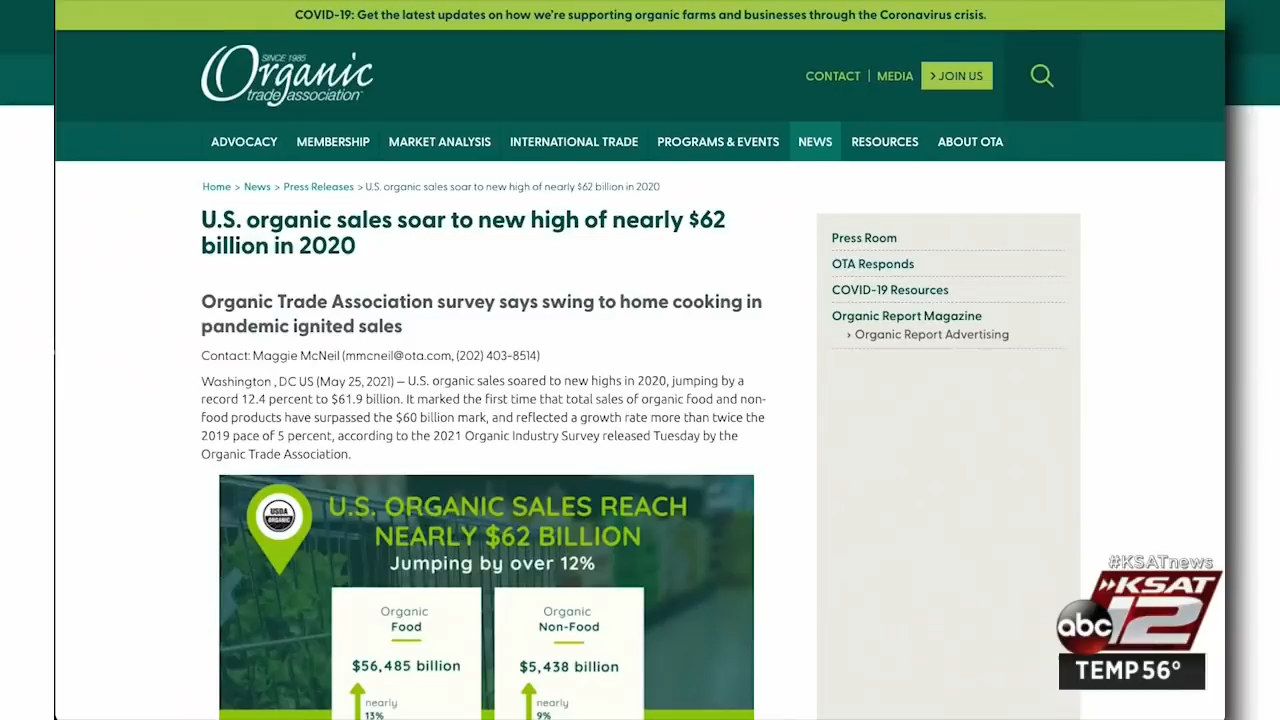 COVID-19: Get the latest updates on how we're supporting organic farms and businesses through the Coronavirus crisis.
SINCE 1985
Organic
trade association
CONTACT | MEDIA > JOIN US
ADVOCACY MEMBERSHIP MARKET ANALYSIS INTERNATIONAL TRADE PROGRAMS & EVENTS NEWS RESOURCES ABOUT OTA
Home > News > Press Releases > U.S. organic sales soar to new high of nearly $62 billion in 2020
U.S. organic sales soar to new high of nearly $62
billion in 2020
Organic Trade Association survey says swing to home cooking in
pandemic ignited sales
Contact: Maggie McNeil (mmcneil@ota.com, (202) 403-8514)
Washington , DC US (May 25, 2021) — U.S. organic sales soared to new highs in 2020, jumping by a
record 12.4 percent to $61.9 billion. It marked the first time that total sales of organic food and non-
food products have surpassed the $60 billion mark, and reflected a growth rate more than twice the
2019 pace of 5 percent, according to the 2021 Organic Industry Survey released Tuesday by the
Organic Trade Association.
Press Room
OTA Responds
COVID-19 Resources
Organic Report Magazine
› Organic Report Advertising
USDA
ORGANIC
U.S. ORGANIC SALES REACH
NEARLY $62 BILLION
Jumping by over 12%
Organic
Food
$56,485 billion
nearly
13%
Organic
Non-Food
$5,438 billion
nearly
9%
#KSATnews
KSAT
abc 12
TEMP 56°